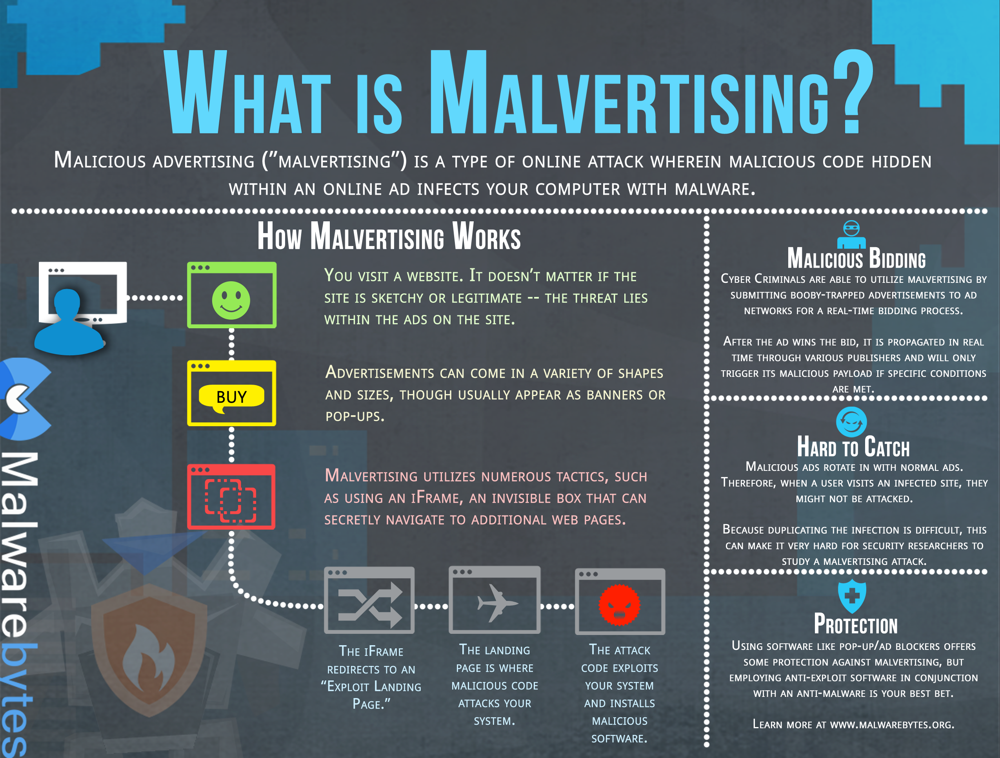 What is Malvertising?
Malicious advertising ("malvertising") is a type of online attack wherein malicious code hidden
within an online ad infects your computer with malware.
How Malvertising Works
You visit a website. It doesn't matter if the
site is sketchy or legitimate -- the threat lies
within the ads on the site.
BUY
Advertisements can come in a variety of shapes
and sizes, though usually appear as banners or
pop-ups.
Malvertising utilizes numerous tactics, such
as using an iFrame, an invisible box that can
secretly navigate to additional web pages.
The iFrame
redirects to an
“Exploit Landing
Page.”
The landing
page is where
malicious code
attacks your
system.
The attack
code exploits
your system
and installs
malicious
software.
Malicious Bidding
Cyber Criminals are able to utilize malvertising by
submitting booby-trapped advertisements to ad
networks for a real-time bidding process.
After the ad wins the bid, it is propagated in real
time through various publishers and will only
trigger its malicious payload if specific conditions
are met.
Hard to Catch
Malicious ads rotate in with normal ads.
Therefore, when a user visits an infected site, they
might not be attacked.
Because duplicating the infection is difficult, this
can make it very hard for security researchers to
study a malvertising attack.
Protection
Using software like pop-up/ad blockers offers
some protection against malvertising, but
employing anti-exploit software in conjunction
with an anti-malware is your best bet.
Learn more at www.malwarebytes.org.
Malwarebytes